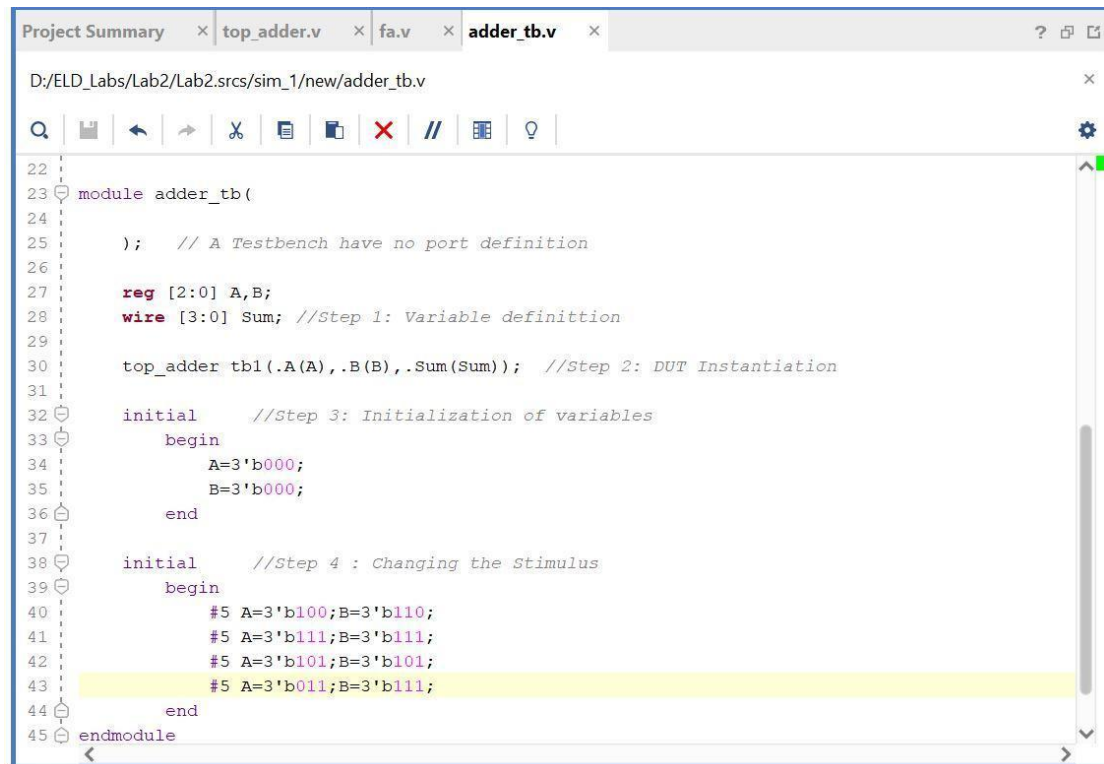 Project Summary × top_adder.v × fa.v × adder_tb.v × ?
D:/ELD_Labs/Lab2/Lab2.srcs/sim_1/new/adder_tb.v ×
22
23 module adder_tb(
24
25 ); // A Testbench have no port definition
26
27 reg [2:0] A,B;
28 wire [3:0] Sum; //Step 1: Variable definittion
29
30 top_adder tb1(.A(A),.B(B),.Sum(Sum)); //Step 2: DUT Instantiation
31
32 initial //Step 3: Initialization of variables
33 begin
34 A=3'b000;
35 B=3'b000;
36 end
37
38 initial //Step 4 : Changing the Stimulus
39 begin
40 #5 A=3'b100;B=3'b110;
41 #5 A=3'b111;B=3'b111;
42 #5 A=3'b101;B=3'b101;
43 #5 A=3'b011;B=3'b111;
44 end
45 endmodule